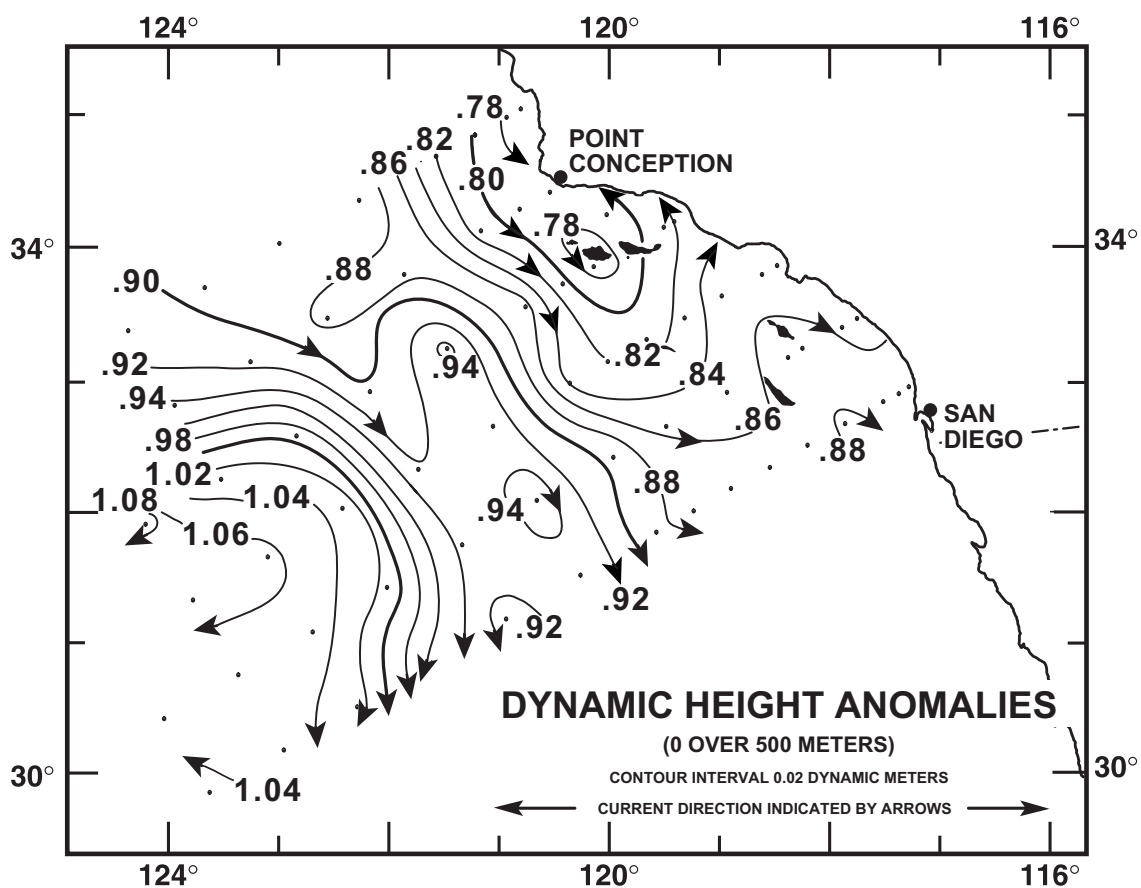 124° 120° 116°
.78
.82
POINT
CONCEPTION
.86
.80
.78
34° 34°
.88
.90
.82
.92
.94
.84
.94
.86
SAN
DIEGO
.98
.88
1.02
.88
1.08
1.04
.94
1.06
.92
.92
DYNAMIC HEIGHT ANOMALIES
(0 OVER 500 METERS)
30° 30°
CONTOUR INTERVAL 0.02 DYNAMIC METERS
1.04
CURRENT DIRECTION INDICATED BY ARROWS
124° 120° 116°